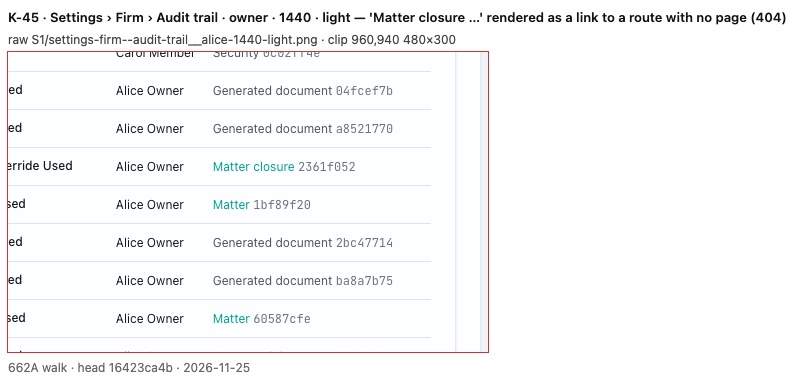 K-45 · Settings › Firm › Audit trail · owner · 1440 · light — 'Matter closure ...' rendered as a link to a route with no page (404)
raw S1/settings-firm--audit-trail__alice-1440-light.png · clip 960,940 480×300
Carol Member Security 0c02ff4e
ed Alice Owner Generated document 04fcef7b
ed Alice Owner Generated document a8521770
erride Used Alice Owner Matter closure 2361f052
sed Alice Owner Matter 1bf89f20
ed Alice Owner Generated document 2bc47714
ed Alice Owner Generated document ba8a7b75
sed Alice Owner Matter 60587cfe
662A walk · head 16423ca4b · 2026-11-25